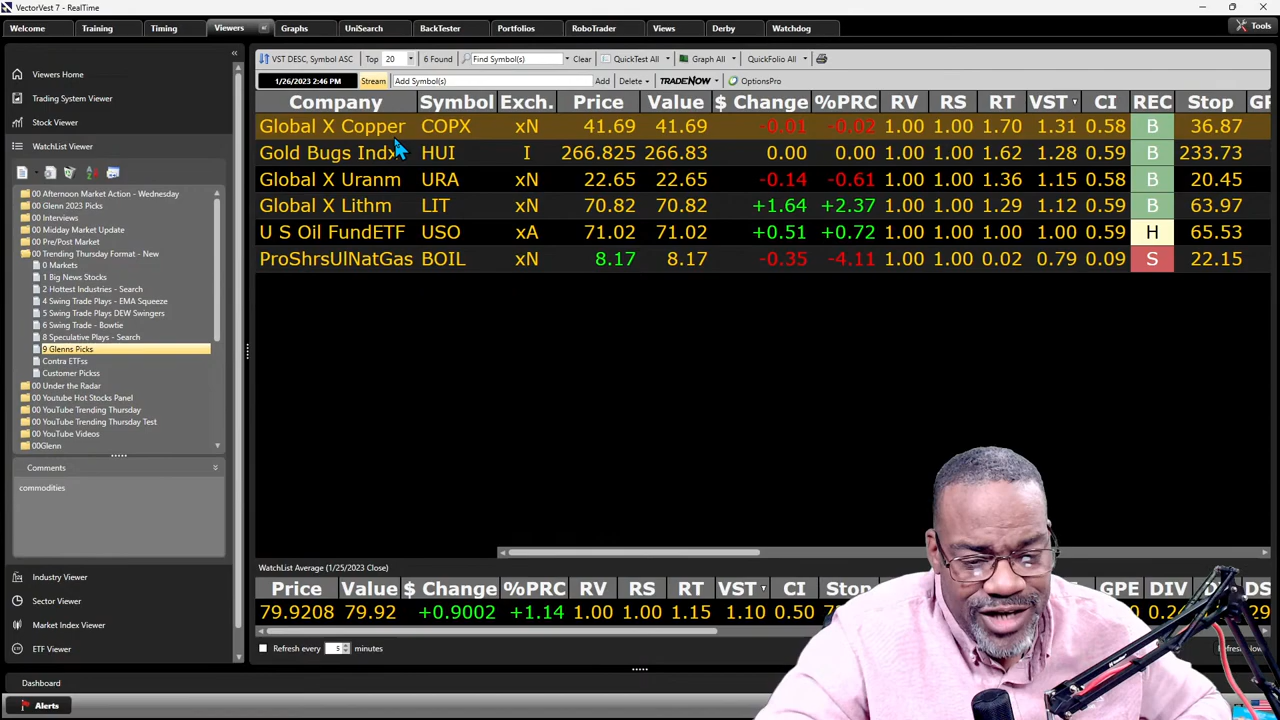 VectorVest 7 - RealTime
Welcome Training Timing Viewers Graphs UniSearch BackTester Portfolios RoboTrader Views Derby Watchdog Tools
VST DESC, Symbol ASC Top 20 6 Found Find Symbol(s) Clear QuickTest All Graph All QuickFolio All
1/26/2023 2:46 PM Stream Add Symbol(s) Add Delete TRADENOW OptionsPro
Viewers Home
Trading System Viewer
Stock Viewer
WatchList Viewer
00 Afternoon Market Action - Wednesday
00 Glenn 2023 Picks
00 Interviews
00 Midday Market Update
00 Pre/Post Market
00 Trending Thursday Format - New
0 Markets
1 Big News Stocks
2 Hottest Industries - Search
4 Swing Trade Plays - EMA Squeeze
5 Swing Trade Plays DEW Swingers
6 Swing Trade - Bowtie
8 Speculative Plays - Search
9 Glenns Picks
Contra ETFss
Customer Pickss
00 Under the Radar
00 Youtube Hot Stocks Panel
00 YouTube Trending Thursday
00 YouTube Trending Thursday Test
00 YouTube Videos
00Glenn
Comments
commodities
Industry Viewer
Sector Viewer
Market Index Viewer
ETF Viewer
Dashboard
Alerts
Company Symbol Exch. Price Value $ Change %PRC RV RS RT VST CI REC Stop
Global X Copper COPX xN 41.69 41.69 -0.01 -0.02 1.00 1.00 1.70 1.31 0.58 B 36.87
Gold Bugs Indx HUI I 266.825 266.83 0.00 0.00 1.00 1.00 1.62 1.28 0.59 B 233.73
Global X Uranm URA xN 22.65 22.65 -0.14 -0.61 1.00 1.00 1.36 1.15 0.58 B 20.45
Global X Lithm LIT xN 70.82 70.82 +1.64 +2.37 1.00 1.00 1.29 1.12 0.59 B 63.97
U S Oil FundETF USO xA 71.02 71.02 +0.51 +0.72 1.00 1.00 1.00 1.00 0.59 H 65.53
ProShrsUlNatGas BOIL xN 8.17 8.17 -0.35 -4.11 1.00 1.00 0.02 0.79 0.09 S 22.15
WatchList Average (1/25/2023 Close)
Price Value $ Change %PRC RV RS RT VST CI Stop GPE DIV
79.9208 79.92 +0.9002 +1.14 1.00 1.00 1.15 1.10 0.50
Refresh every 5 minutes